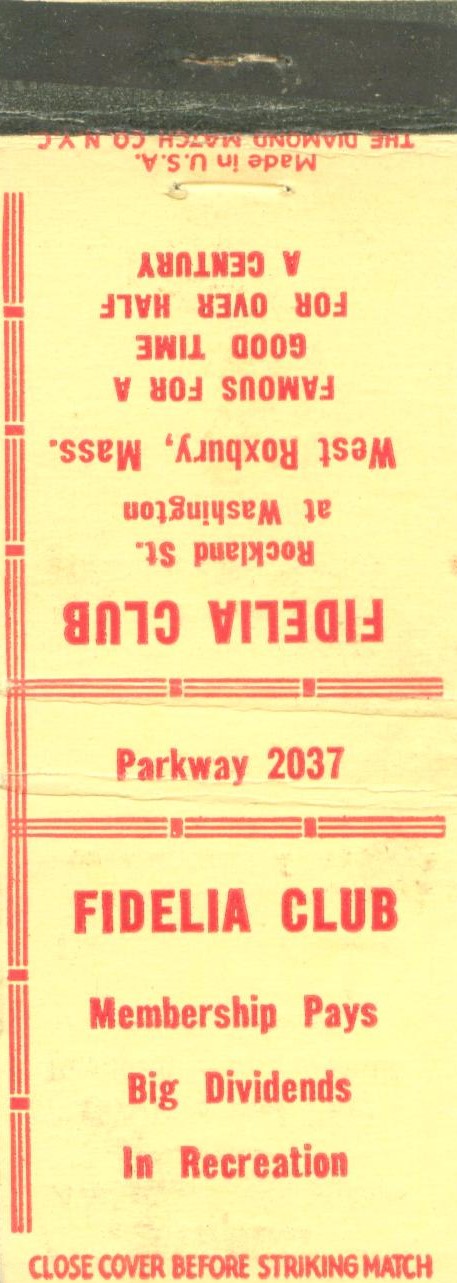 FIDELIA CLUB
Rockland St.
at Washington
West Roxbury, Mass.
FAMOUS FOR A
GOOD TIME
FOR OVER HALF
A CENTURY
Made in U.S.A.
THE DIAMOND MATCH CO. N.Y.C
Parkway 2037
FIDELIA CLUB
Membership Pays
Big Dividends
In Recreation
CLOSE COVER BEFORE STRIKING MATCH